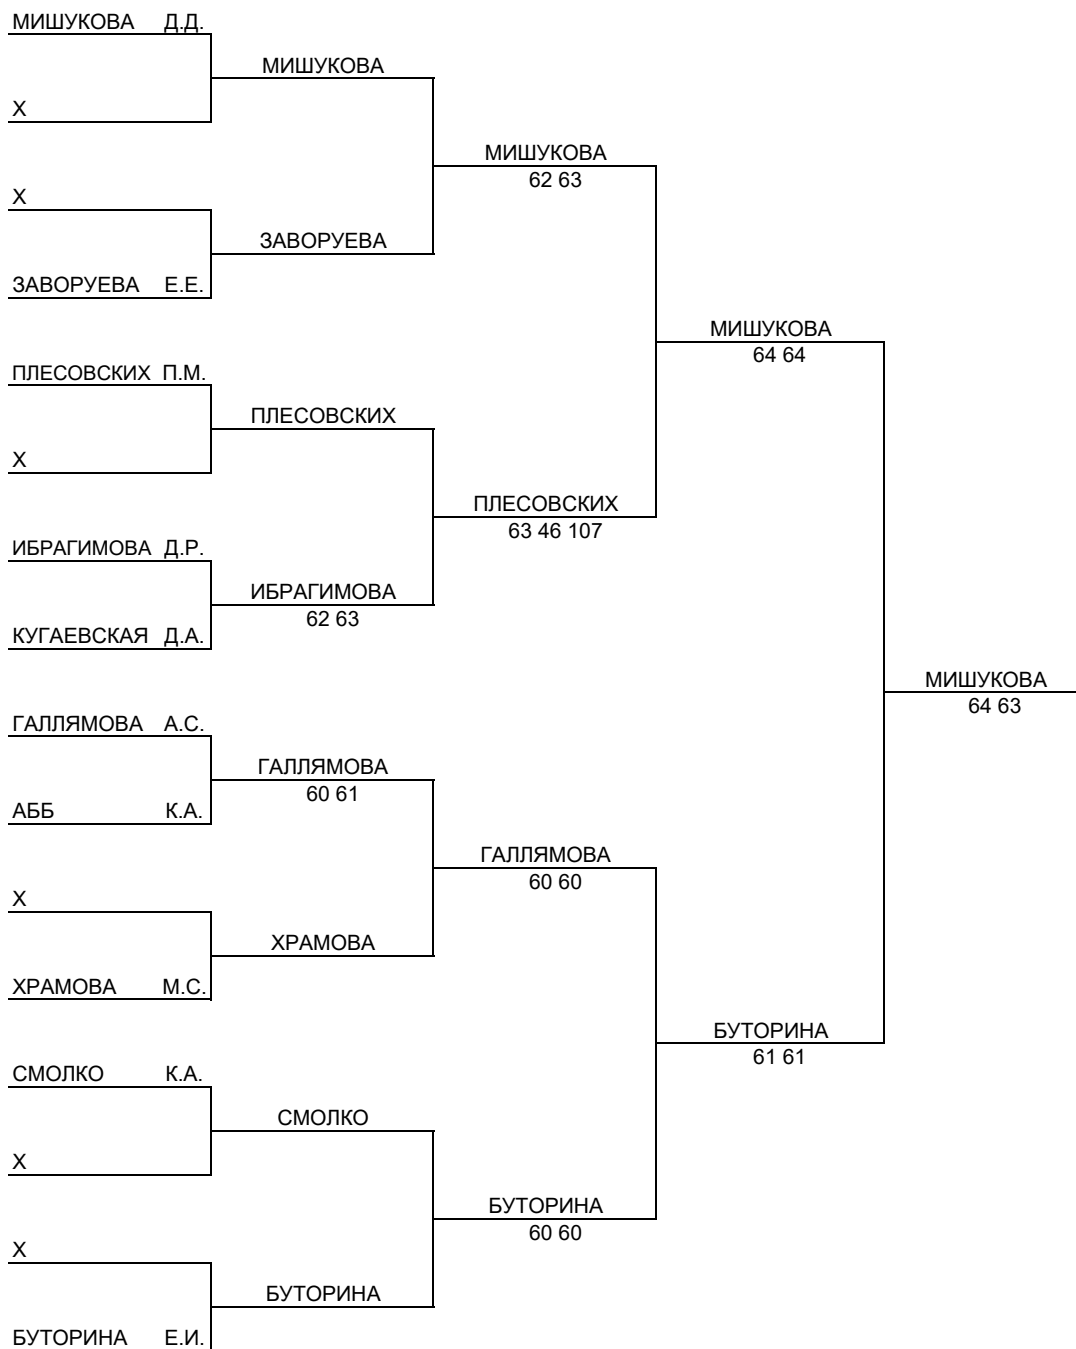 МИШУКОВА Д.Д.
МИШУКОВА
Х
МИШУКОВА
62 63
Х
ЗАВОРУЕВА
ЗАВОРУЕВА Е.Е.
МИШУКОВА
64 64
ПЛЕСОВСКИХ П.М.
ПЛЕСОВСКИХ
Х
ПЛЕСОВСКИХ
63 46 107
ИБРАГИМОВА Д.Р.
ИБРАГИМОВА
62 63
КУГАЕВСКАЯ Д.А.
МИШУКОВА
64 63
ГАЛЛЯМОВА А.С.
ГАЛЛЯМОВА
60 61
АББ К.А.
ГАЛЛЯМОВА
60 60
Х
ХРАМОВА
ХРАМОВА М.С.
БУТОРИНА
61 61
СМОЛКО К.А.
СМОЛКО
Х
БУТОРИНА
60 60
Х
БУТОРИНА
БУТОРИНА Е.И.